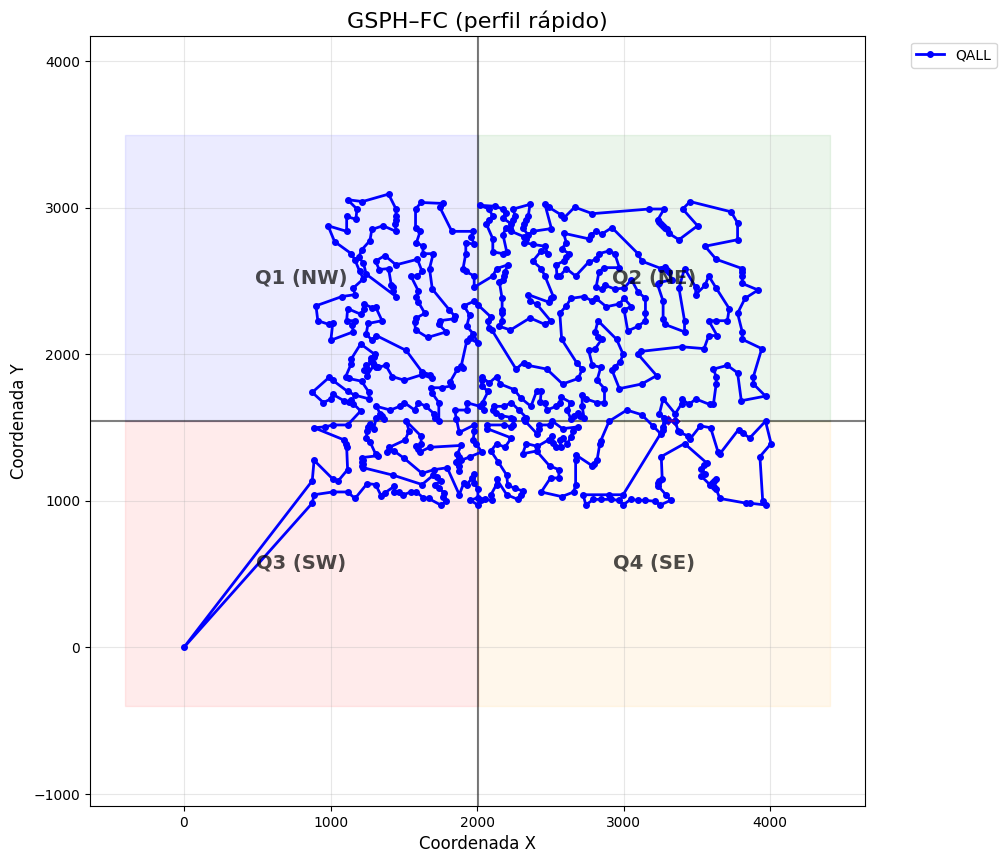 GSPH–FC (perfil rápido)
QALL
4000
3000
2000
1000
0
−1000
Coordenada Y
Q1 (NW)
Q2 (NE)
Q3 (SW)
Q4 (SE)
0
1000
2000
3000
4000
Coordenada X